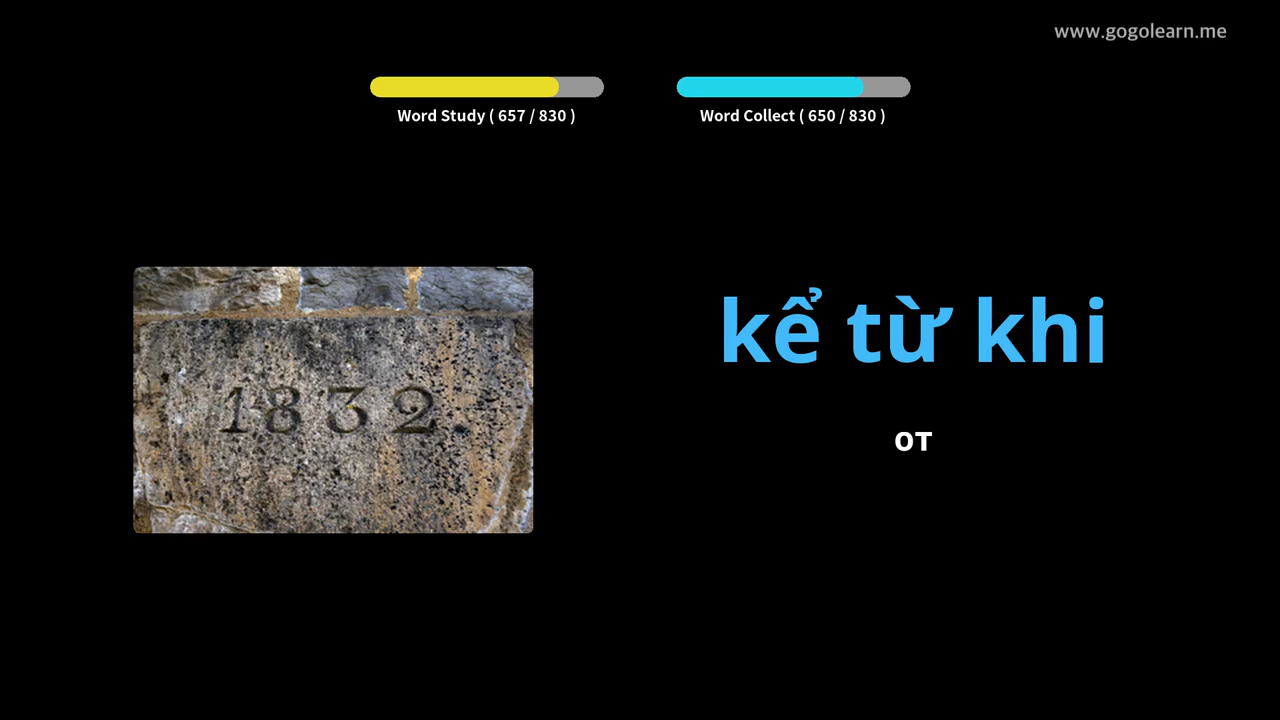 www.gogolearn.me
Word Study ( 657 / 830 )
Word Collect ( 650 / 830 )
1832.
kể từ khi
от